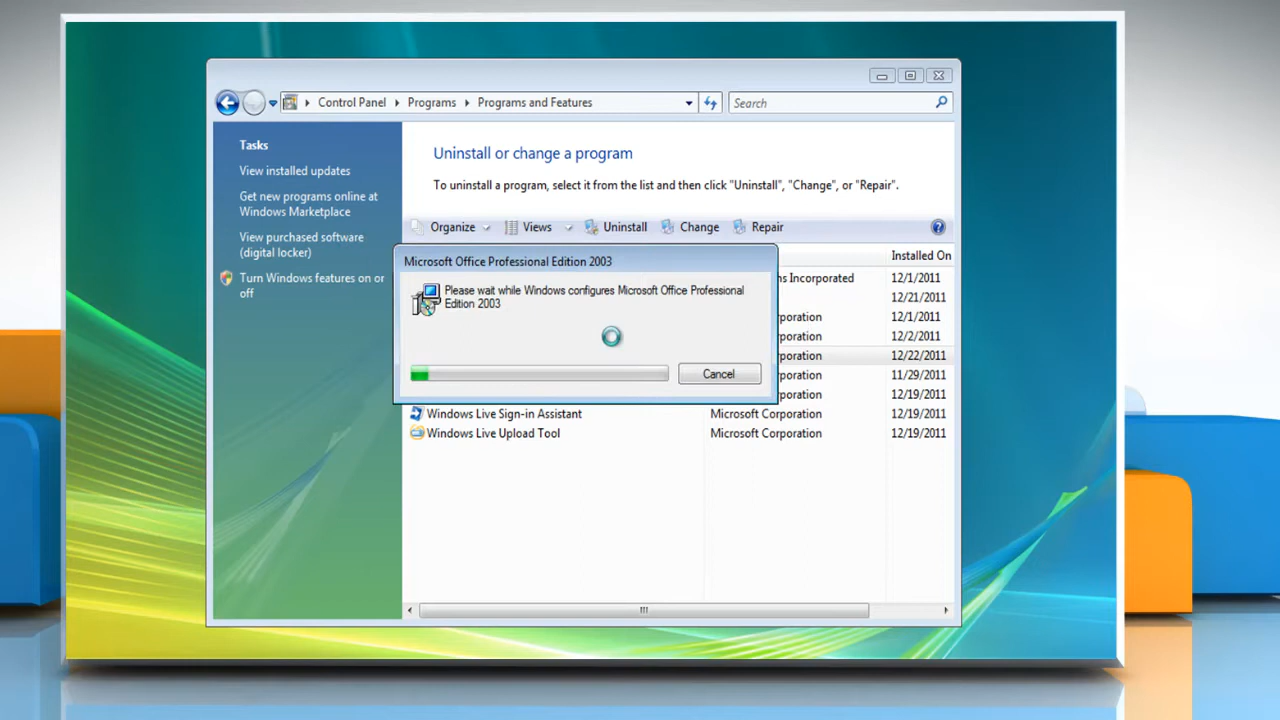 Control Panel Programs Programs and Features Search
Tasks
View installed updates
Get new programs online at
Windows Marketplace
View purchased software
(digital locker)
Turn Windows features on or
off
Uninstall or change a program
To uninstall a program, select it from the list and then click "Uninstall", "Change", or "Repair".
Organize Views Uninstall Change Repair
Installed On
ns Incorporated 12/1/2011
12/21/2011
rporation 12/1/2011
rporation 12/2/2011
rporation 12/22/2011
rporation 11/29/2011
rporation 12/19/2011
Microsoft Office Professional Edition 2003
Please wait while Windows configures Microsoft Office Professional
Edition 2003
Cancel
Windows Live Sign-in Assistant Microsoft Corporation 12/19/2011
Windows Live Upload Tool Microsoft Corporation 12/19/2011